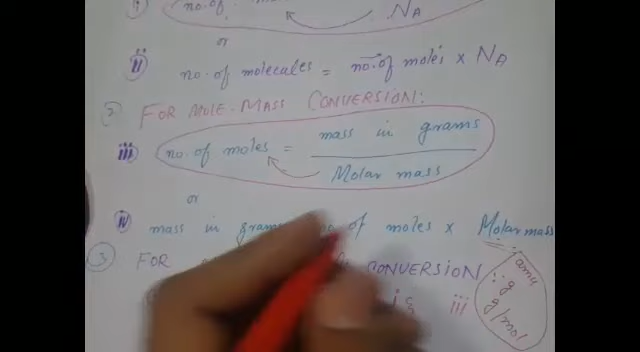 i) no. of
NA
or
ii) no. of molecules = no. of moles × NA
② FOR MOLE-MASS CONVERSION:
iii) no. of moles = mass in grams
Molar mass
or
iv) mass in grams of moles × Molar mass
③ FOR CONVERSION
i & iii
amu
g
g/mol